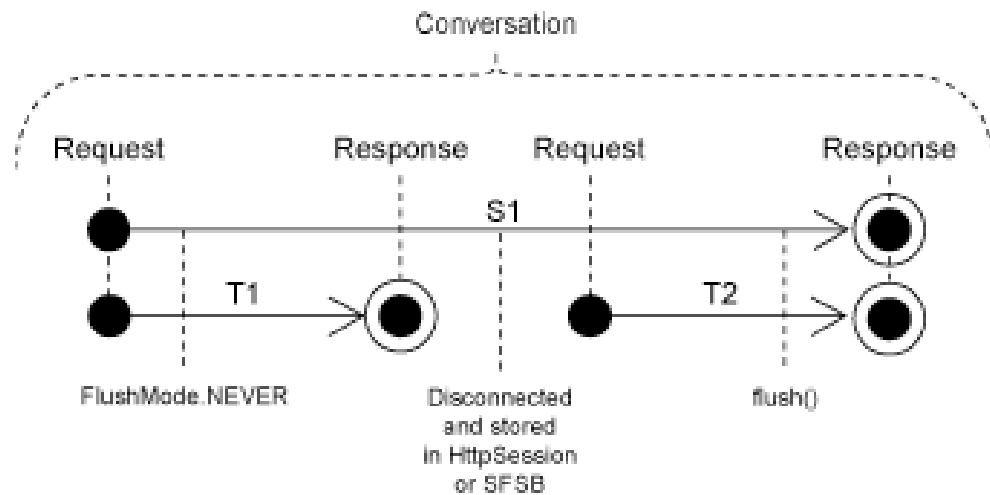 Conversation
Request Response Request Response
S1
T1 T2
FlushMode.NEVER Disconnected flush()
and stored
in HttpSession
or SFSB